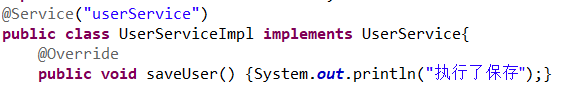 @Service("userService")
public class UserServiceImpl implements UserService{
    @Override
    public void saveUser() {System.out.println("执行了保存");}